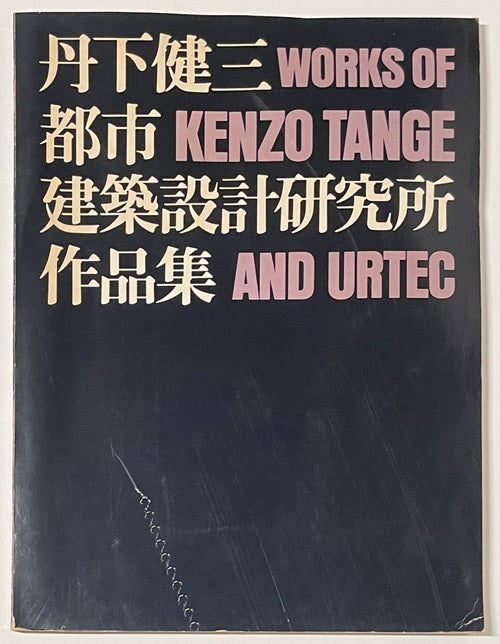 丹下健三 WORKS OF
都市 KENZO TANGE
建築設計研究所
作品集 AND URTEC